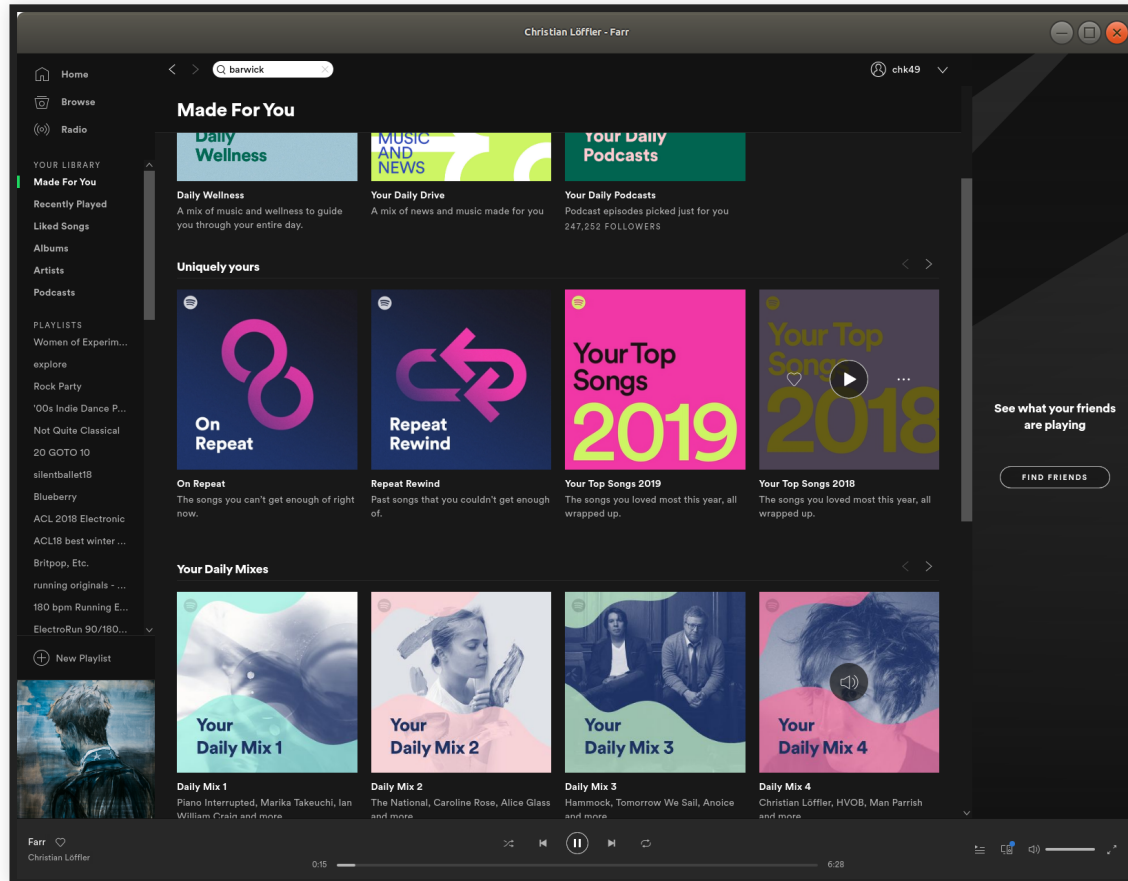 Christian Löffler - Farr
Home
Browse
Radio
YOUR LIBRARY
Made For You
Recently Played
Liked Songs
Albums
Artists
Podcasts
PLAYLISTS
Women of Experim...
explore
Rock Party
'00s Indie Dance P...
Not Quite Classical
20 GOTO 10
silentballet18
Blueberry
ACL 2018 Electronic
ACL18 best winter ...
Britpop, Etc.
running originals - ...
180 bpm Running E...
ElectroRun 90/180...
New Playlist
barwick
chk49
Made For You
Daily
Wellness
MUSIC
AND
NEWS
Your Daily
Podcasts
Daily Wellness
A mix of music and wellness to guide
you through your entire day.
Your Daily Drive
A mix of news and music made for you
Your Daily Podcasts
Podcast episodes picked just for you
247,252 FOLLOWERS
Uniquely yours
On
Repeat
Repeat
Rewind
Your Top
Songs
2019
Your Top
Songs
2018
On Repeat
The songs you can't get enough of right
now.
Repeat Rewind
Past songs that you couldn't get enough
of.
Your Top Songs 2019
The songs you loved most this year, all
wrapped up.
Your Top Songs 2018
The songs you loved most this year, all
wrapped up.
Your Daily Mixes
Your
Daily Mix 1
Your
Daily Mix 2
Your
Daily Mix 3
Your
Daily Mix 4
Daily Mix 1
Piano Interrupted, Marika Takeuchi, Ian
William Craig and more
Daily Mix 2
The National, Caroline Rose, Alice Glass
and more
Daily Mix 3
Hammock, Tomorrow We Sail, Anoice
and more
Daily Mix 4
Christian Löffler, HVOB, Man Parrish
and more
See what your friends
are playing
FIND FRIENDS
Farr
Christian Löffler
0:15
6:28